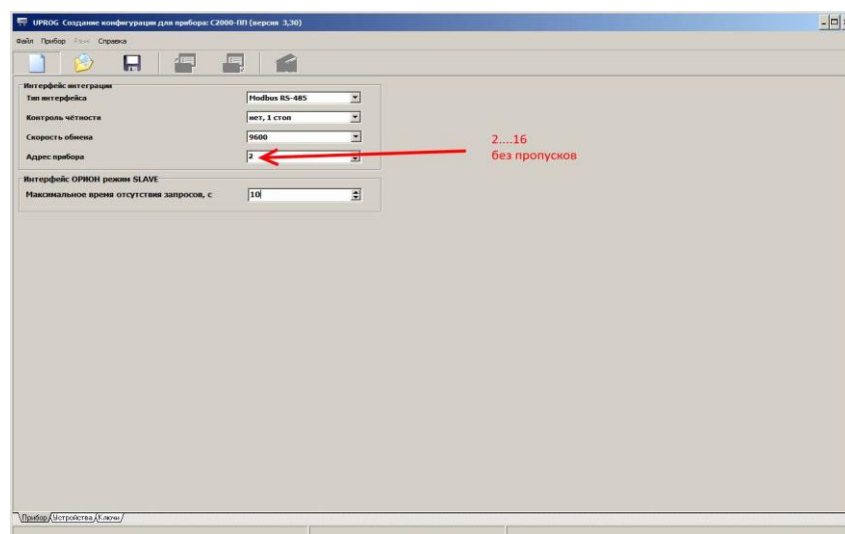 UPROG Создание конфигурации для прибора: С2000-ПП (версия 3,30)
Файл Прибор Язык Справка
Интерфейс интеграции
Тип интерфейса Modbus RS-485
Контроль чётности нет, 1 стоп
Скорость обмена 9600
Адрес прибора 2
2....16
без пропусков
Интерфейс ОРИОН режим SLAVE
Максимальное время отсутствия запросов, с 10
Прибор Устройства Ключи